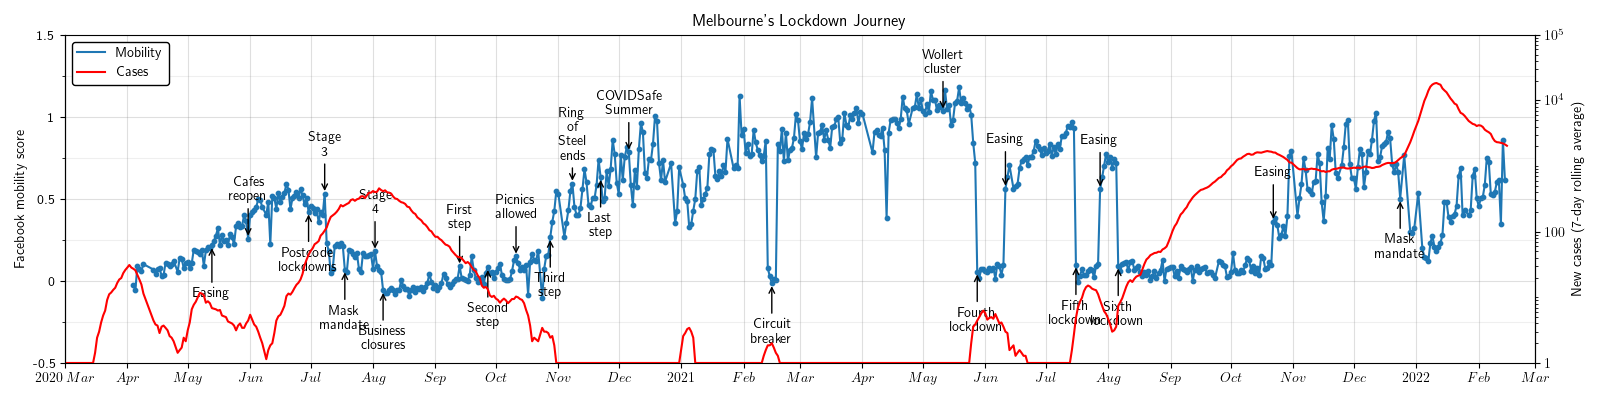 Melbourne's Lockdown Journey
Mobility
Cases
Facebook mobility score
New cases (7-day rolling average)
1.5
1
0.5
0
-0.5
10^5
10^4
100
1
Wollert
cluster
COVIDSafe
Summer
Ring
of
Steel
ends
Stage
3
Easing
Easing
Cafes
reopen
Stage
4
First
step
Picnics
allowed
Easing
Last
step
Postcode
lockdowns
Third
step
Mask
mandate
Easing
Mask
mandate
Business
closures
Second
step
Circuit
breaker
Fourth
lockdown
Fifth
lockdown
Sixth
lockdown
2020 Mar
Apr
May
Jun
Jul
Aug
Sep
Oct
Nov
Dec
2021
Feb
Mar
Apr
May
Jun
Jul
Aug
Sep
Oct
Nov
Dec
2022
Feb
Mar